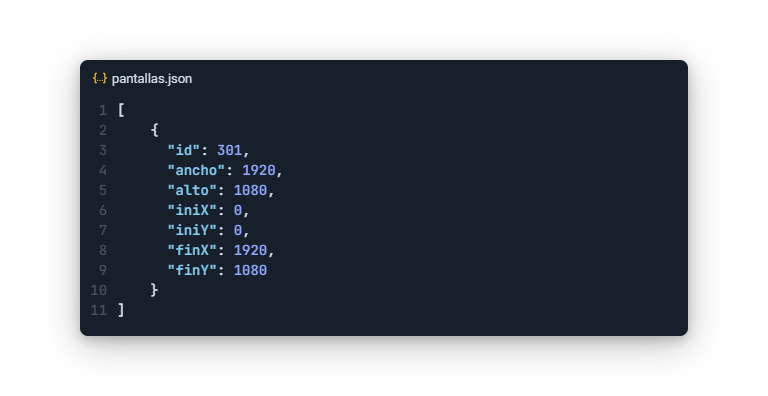 {..} pantallas.json
1 [
2     {
3       "id": 301,
4       "ancho": 1920,
5       "alto": 1080,
6       "iniX": 0,
7       "iniY": 0,
8       "finX": 1920,
9       "finY": 1080
10     }
11 ]